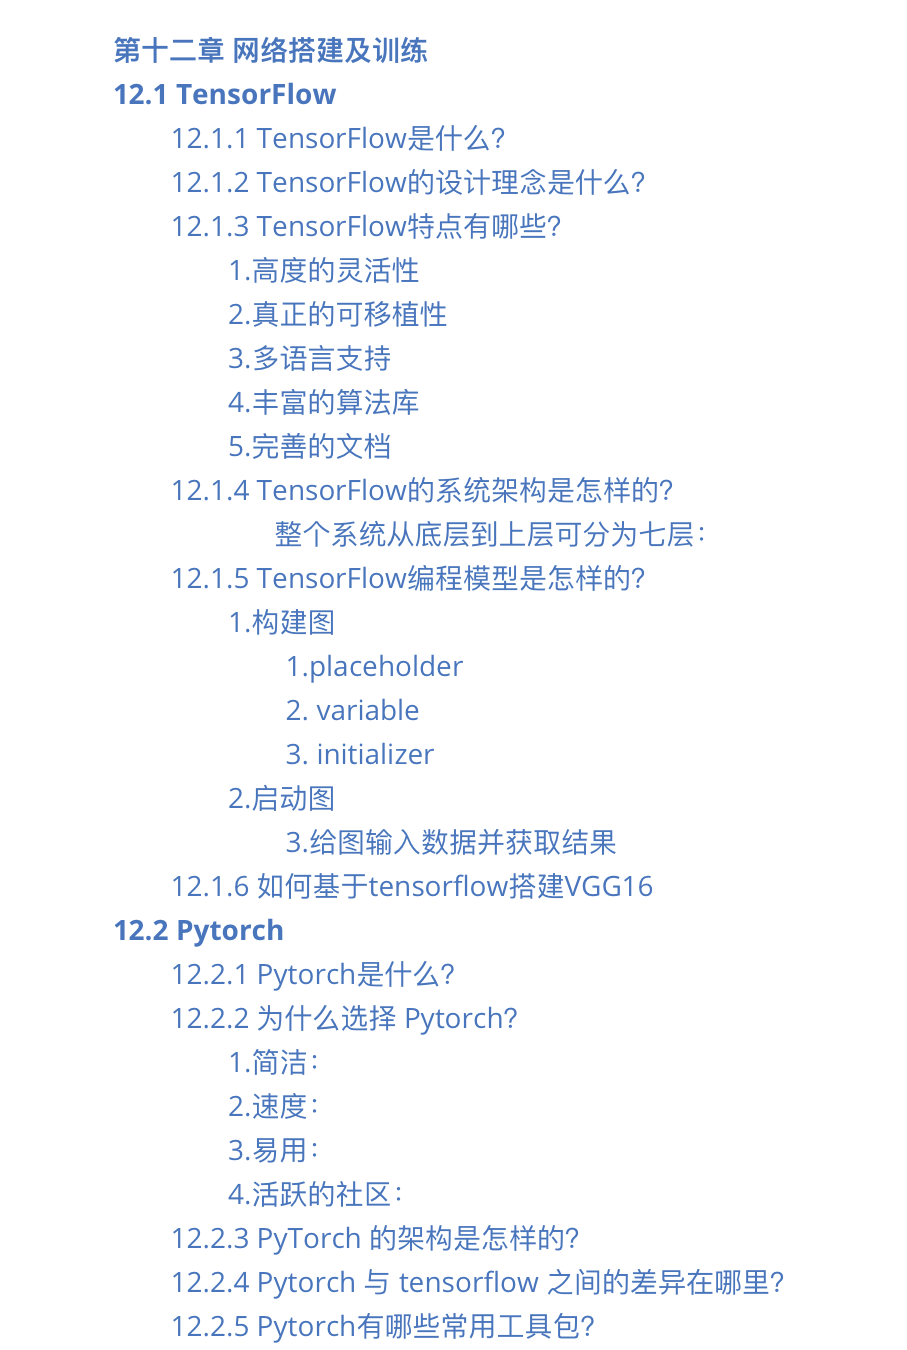 第十二章 网络搭建及训练
12.1 TensorFlow
12.1.1 TensorFlow是什么?
12.1.2 TensorFlow的设计理念是什么?
12.1.3 TensorFlow特点有哪些?
1.高度的灵活性
2.真正的可移植性
3.多语言支持
4.丰富的算法库
5.完善的文档
12.1.4 TensorFlow的系统架构是怎样的?
整个系统从底层到上层可分为七层：
12.1.5 TensorFlow编程模型是怎样的?
1.构建图
1.placeholder
2. variable
3. initializer
2.启动图
3.给图输入数据并获取结果
12.1.6 如何基于tensorflow搭建VGG16
12.2 Pytorch
12.2.1 Pytorch是什么?
12.2.2 为什么选择 Pytorch?
1.简洁：
2.速度：
3.易用：
4.活跃的社区：
12.2.3 PyTorch 的架构是怎样的?
12.2.4 Pytorch 与 tensorflow 之间的差异在哪里?
12.2.5 Pytorch有哪些常用工具包?